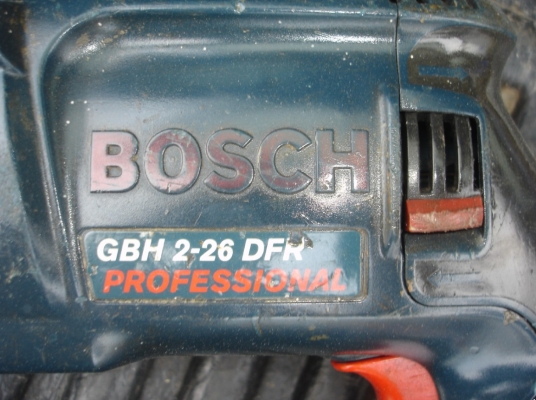 BOSCH
GBH 2-26 DFR
PROFESSIONAL